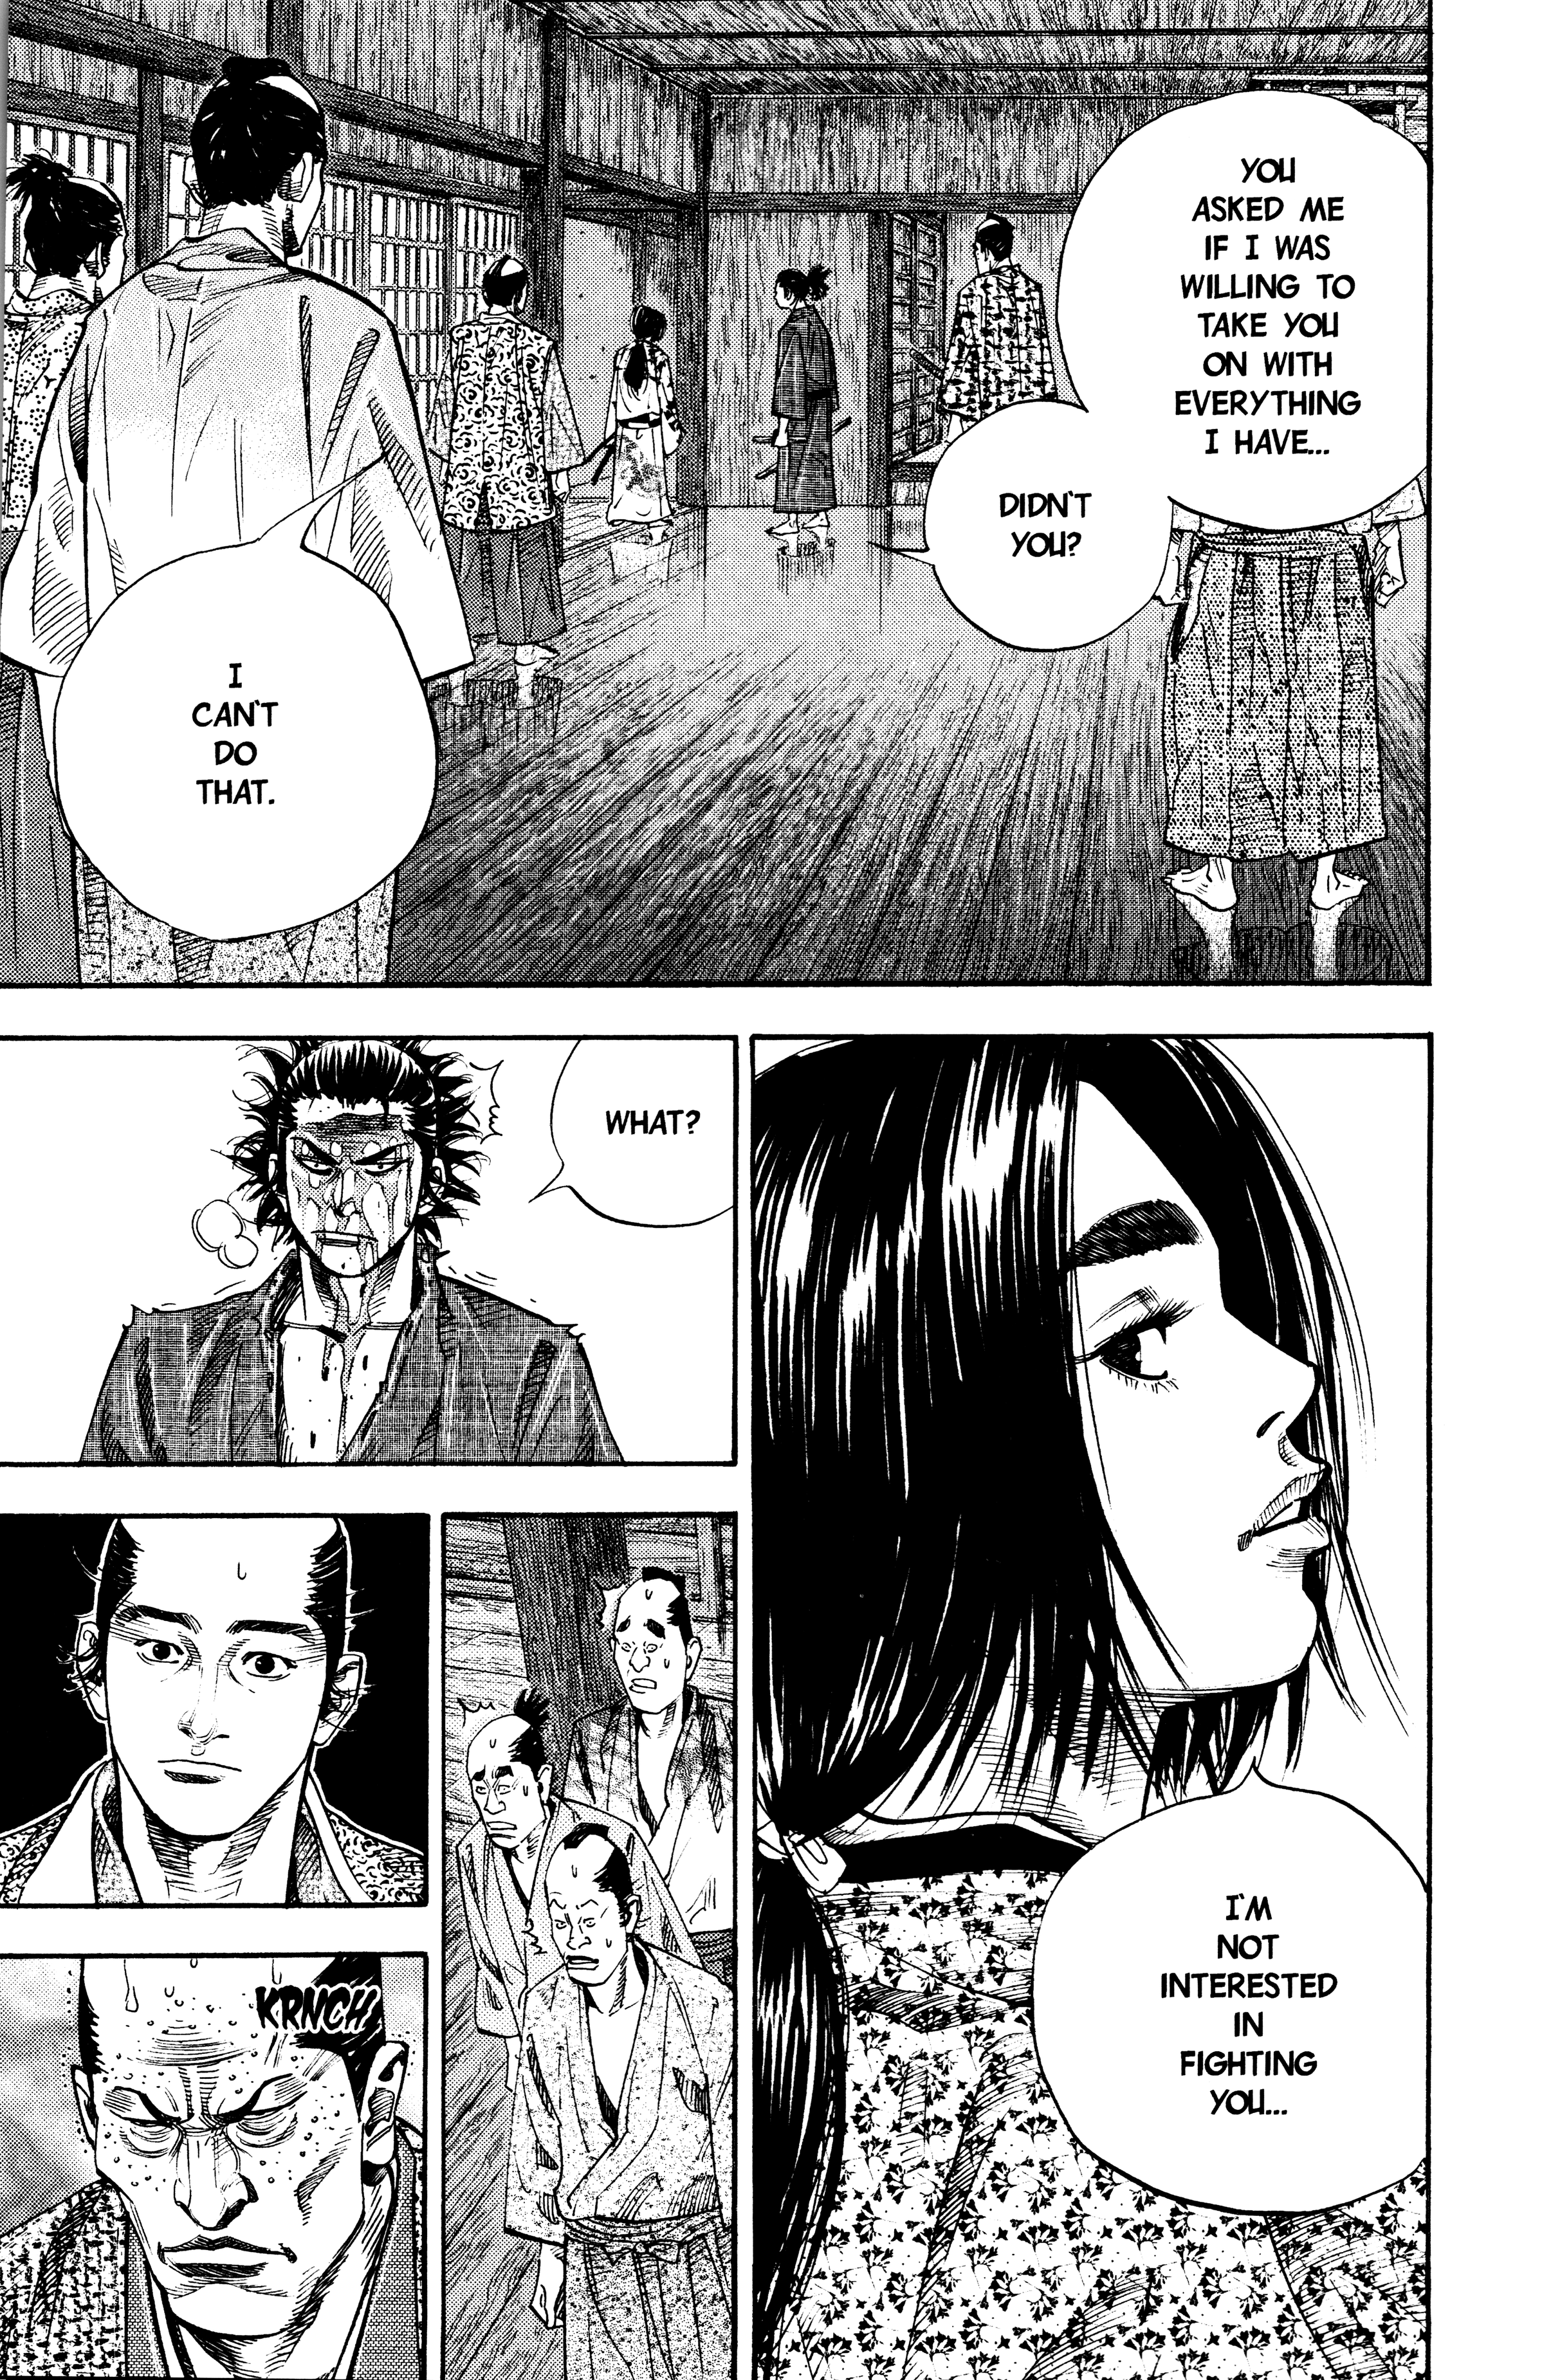 YOU
ASKED ME
IF I WAS
WILLING TO
TAKE YOU
ON WITH
EVERYTHING
I HAVE...
DIDN'T
YOU?
I
CAN'T
DO
THAT.
I'M
NOT
INTERESTED
IN
FIGHTING
YOU...
WHAT?
KRNCH